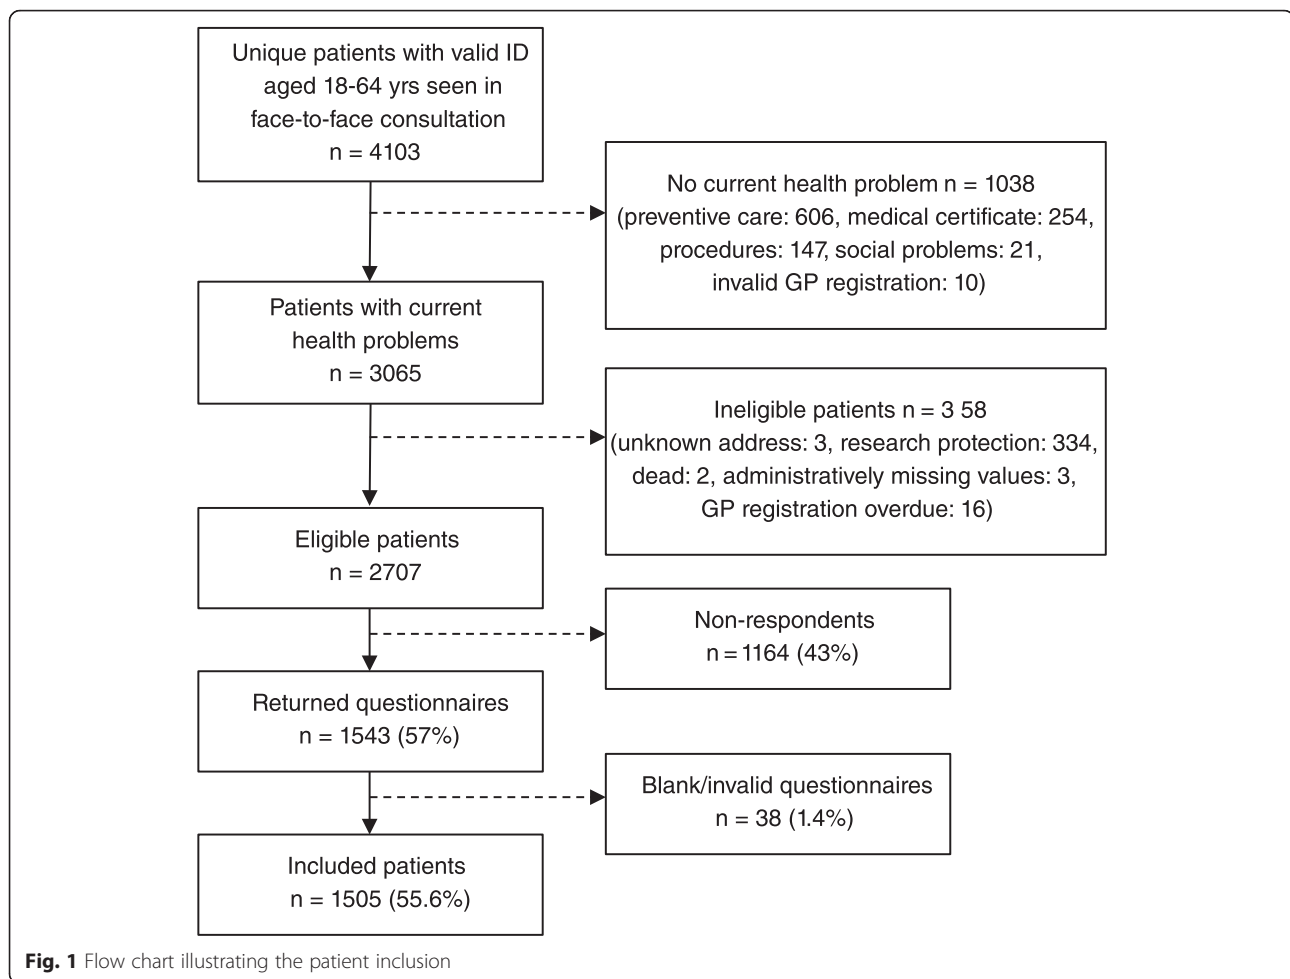 Unique patients with valid ID
aged 18-64 yrs seen in
face-to-face consultation
n = 4103
No current health problem n = 1038
(preventive care: 606, medical certificate: 254,
procedures: 147, social problems: 21,
invalid GP registration: 10)
Patients with current
health problems
n = 3065
Ineligible patients n = 3 58
(unknown address: 3, research protection: 334,
dead: 2, administratively missing values: 3,
GP registration overdue: 16)
Eligible patients
n = 2707
Non-respondents
n = 1164 (43%)
Returned questionnaires
n = 1543 (57%)
Blank/invalid questionnaires
n = 38 (1.4%)
Included patients
n = 1505 (55.6%)
Fig. 1 Flow chart illustrating the patient inclusion